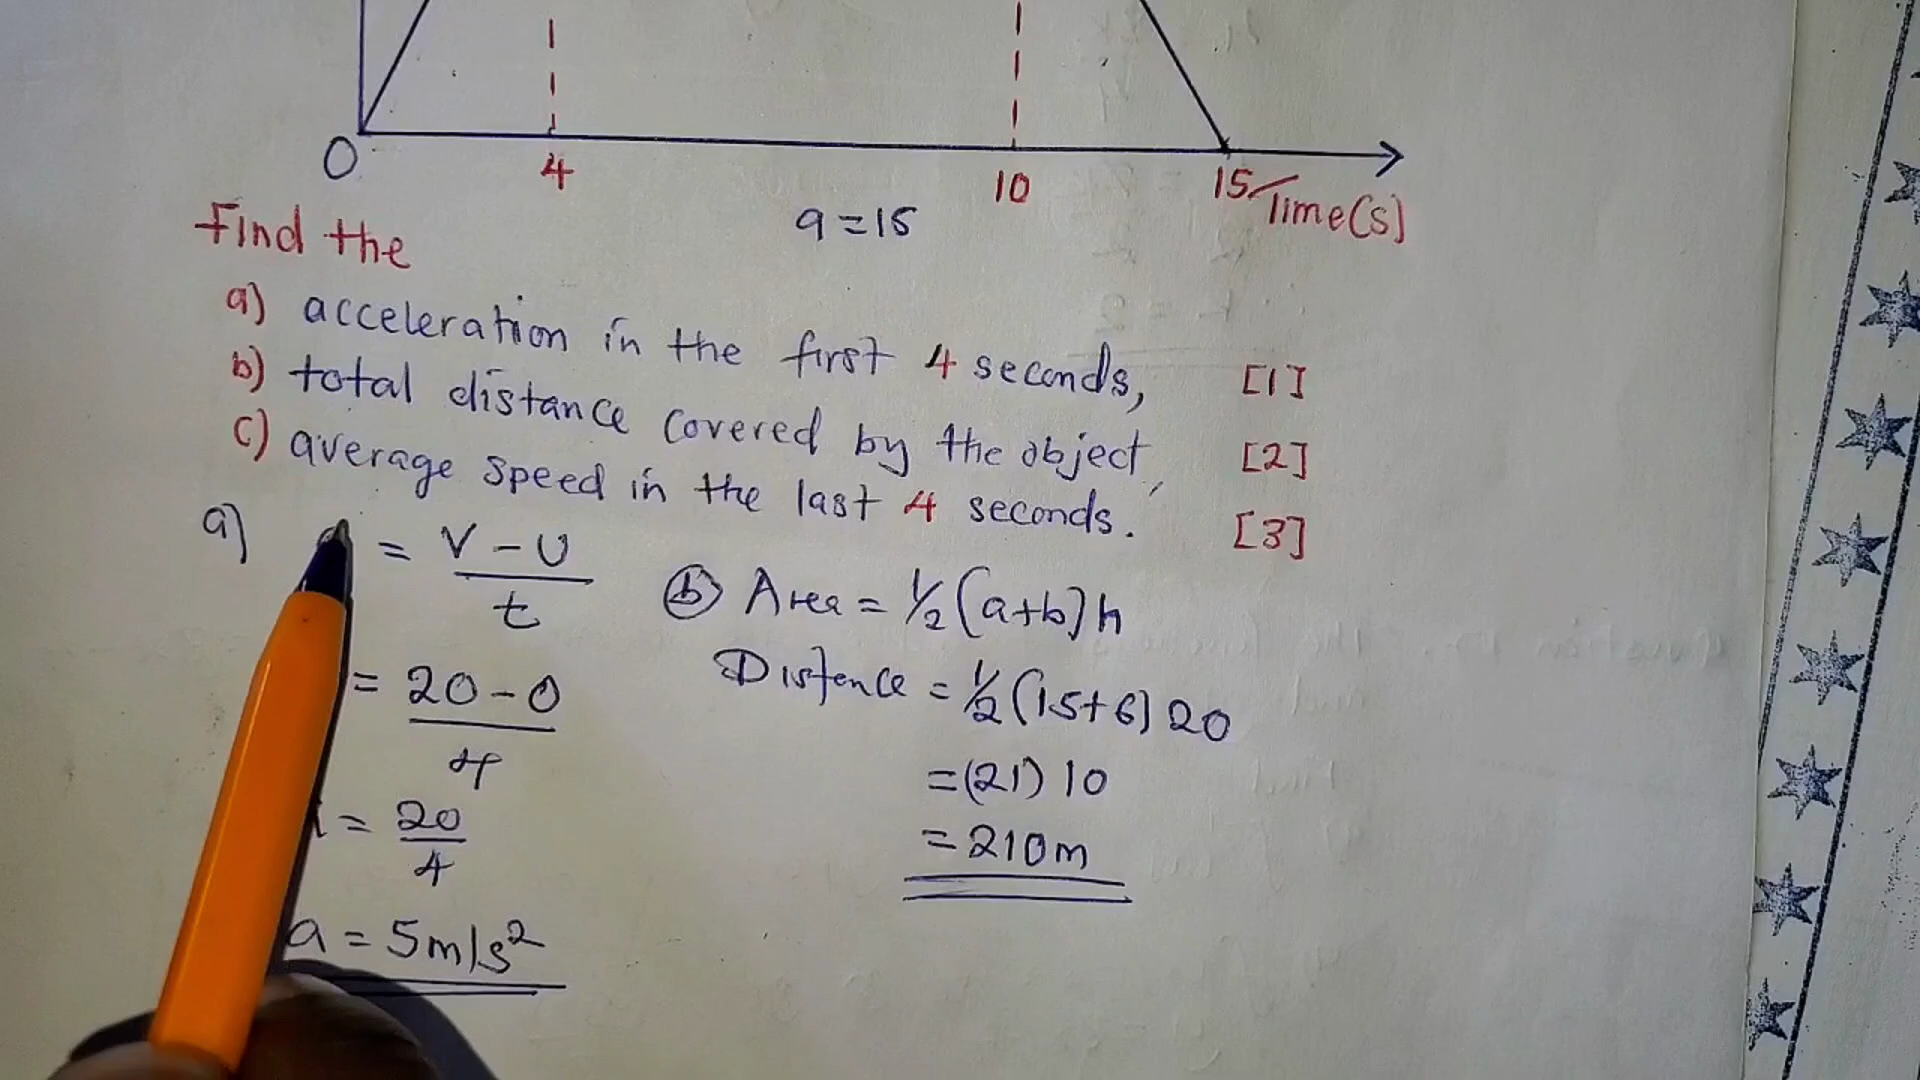 0 4 10 15 Time(s)
a = 15
Find the
a) acceleration in the first 4 seconds, [1]
b) total distance covered by the object, [2]
c) average speed in the last 4 seconds. [3]
a) = V - U
t
= 20 - 0
4
= 20
4
a = 5m/s²
b) Area = 1/2 (a+b) h
Distence = 1/2 (15+6) 20
= (21) 10
= 210m